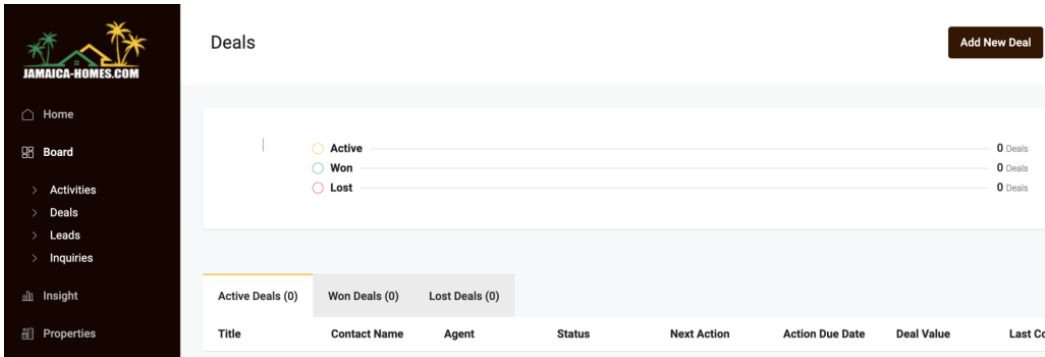 JAMAICA-HOMES.COM
Home
Board
Activities
Deals
Leads
Inquiries
Insight
Properties
Deals
Add New Deal
Active 0 Deals
Won 0 Deals
Lost 0 Deals
Active Deals (0) Won Deals (0) Lost Deals (0)
Title Contact Name Agent Status Next Action Action Due Date Deal Value Last Co